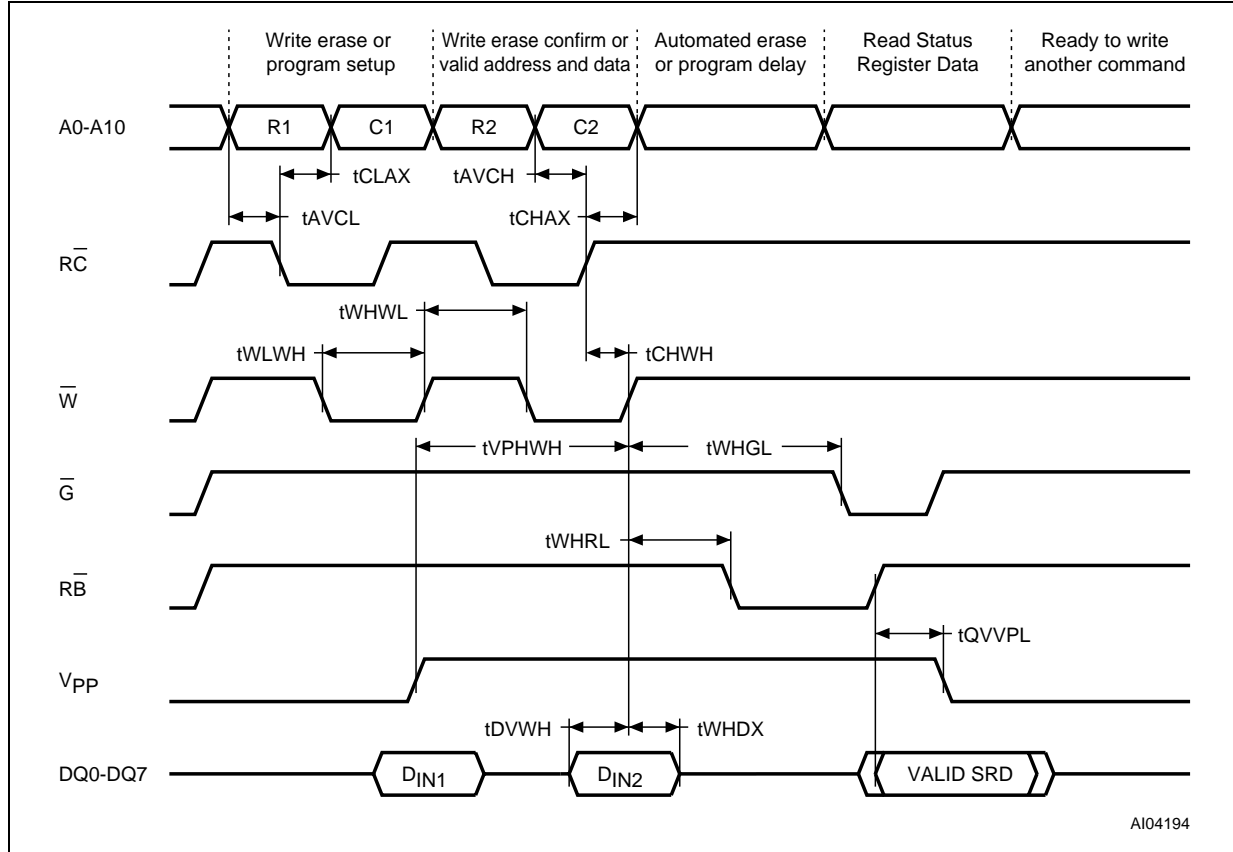 Write erase or
program setup
Write erase confirm or
valid address and data
Automated erase
or program delay
Read Status
Register Data
Ready to write
another command
A0-A10
R1
C1
R2
C2
tCLAX
tAVCH
tAVCL
tCHAX
RC̅
tWHWL
tWLWH
tCHWH
W̅
tVPHWH
tWHGL
G̅
tWHRL
RB̅
tQVVPL
VPP
tDVWH
tWHDX
DQ0-DQ7
DIN1
DIN2
VALID SRD
AI04194